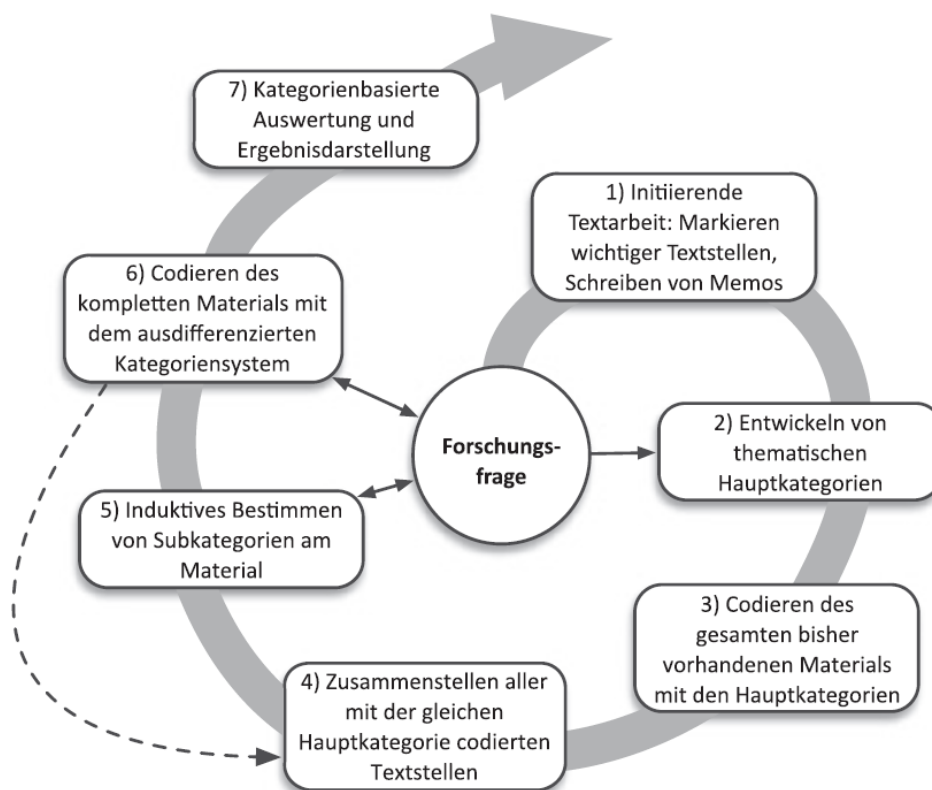 7) Kategorienbasierte
Auswertung und
Ergebnisdarstellung
1) Initiierende
Textarbeit: Markieren
wichtiger Textstellen,
Schreiben von Memos
6) Codieren des
kompletten Materials mit
dem ausdifferenzierten
Kategoriensystem
Forschungs-
frage
2) Entwickeln von
thematischen
Hauptkategorien
5) Induktives Bestimmen
von Subkategorien am
Material
3) Codieren des
gesamten bisher
vorhandenen Materials
mit den Hauptkategorien
4) Zusammenstellen aller
mit der gleichen
Hauptkategorie codierten
Textstellen